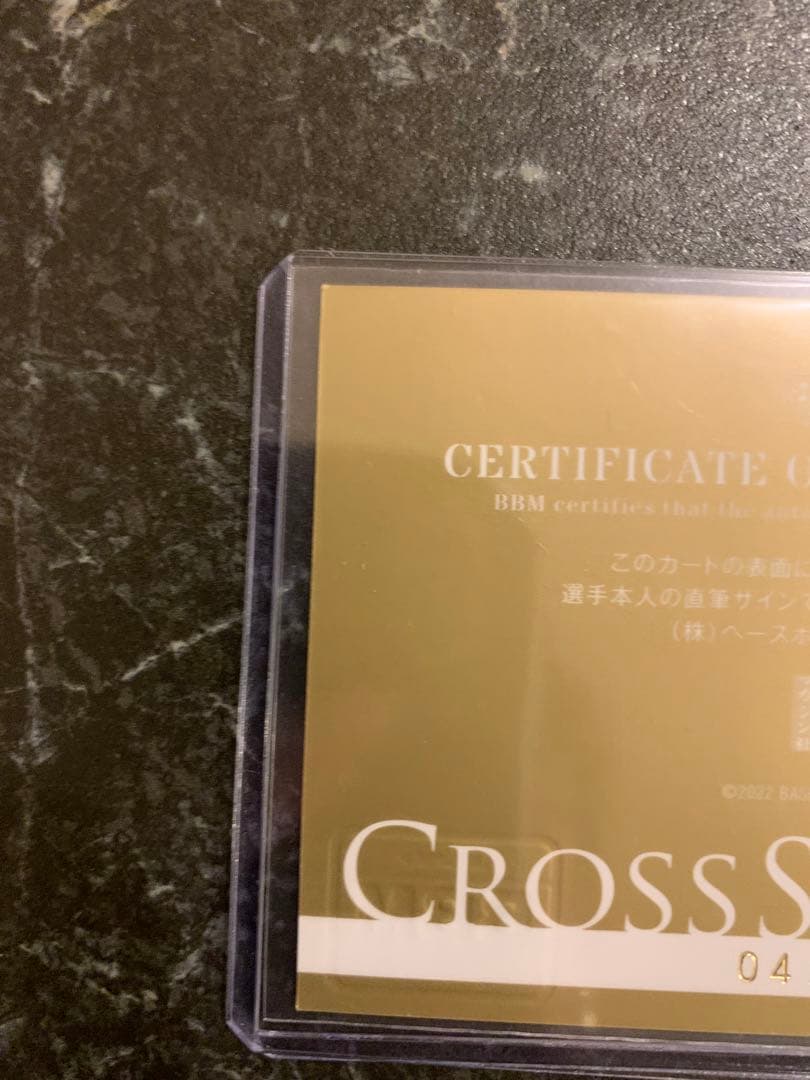 CERTIFICATE
BBM certifies that the
このカードの表面に
選手本人の直筆サイン
(株)ベースボ
©2022 BAS
CROSS S
04